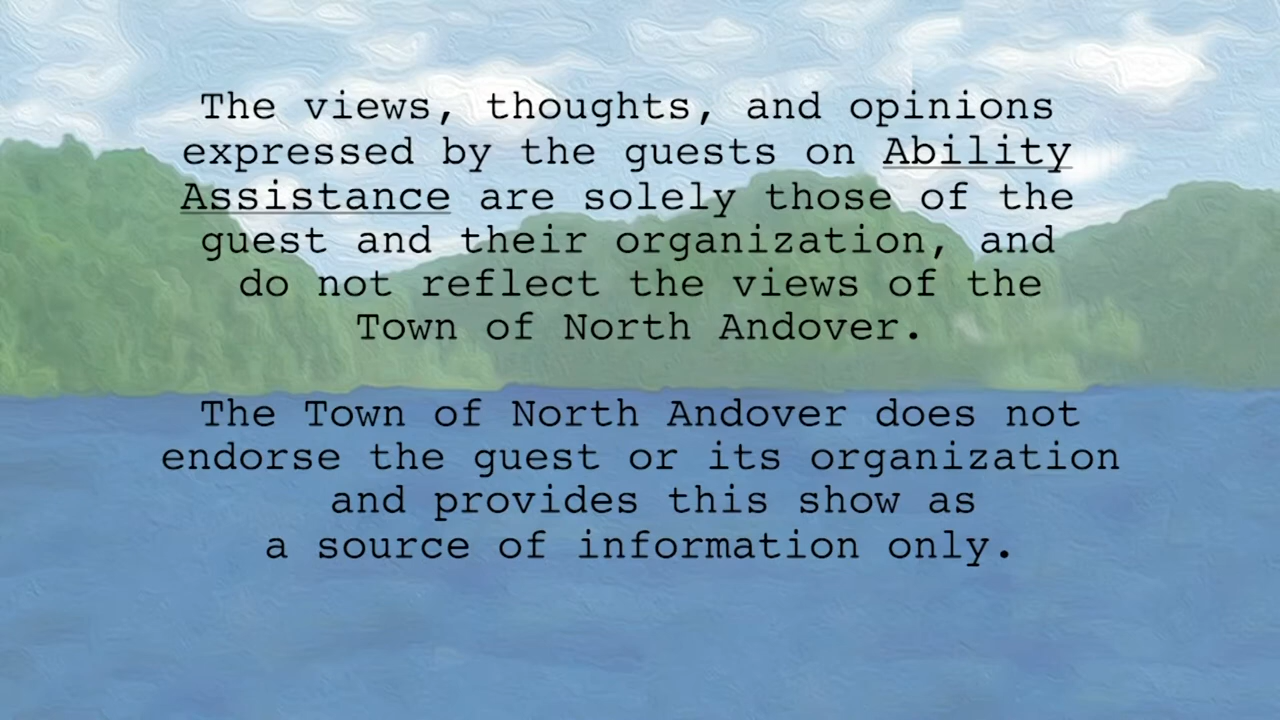 The views, thoughts, and opinions
expressed by the guests on Ability
Assistance are solely those of the
guest and their organization, and
do not reflect the views of the
Town of North Andover.
The Town of North Andover does not
endorse the guest or its organization
and provides this show as
a source of information only.